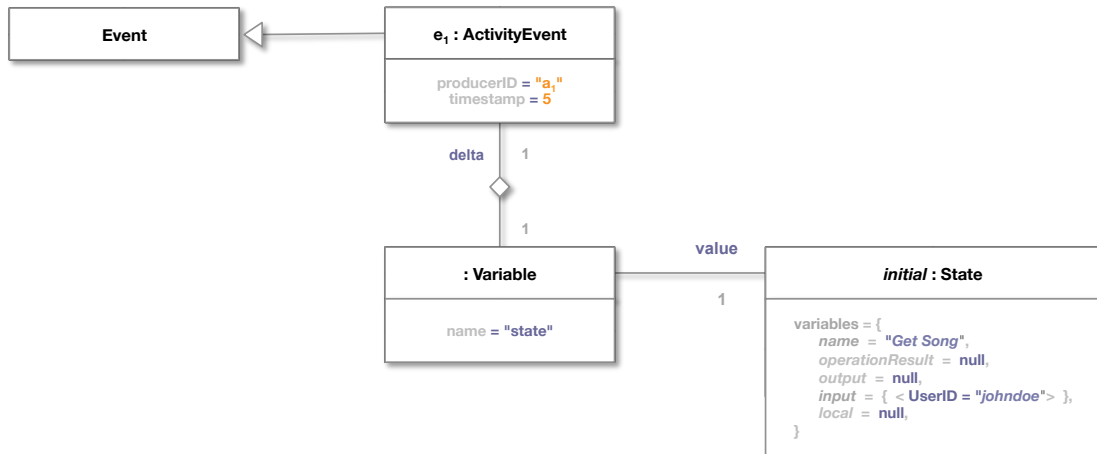 Event
e₁ : ActivityEvent
producerID = "a₁"
timestamp = 5
delta
1
1
: Variable
name = "state"
value
1
initial : State
variables = {
name = "Get Song",
operationResult = null,
output = null,
input = { < UserID = "johndoe"> },
local = null,
}